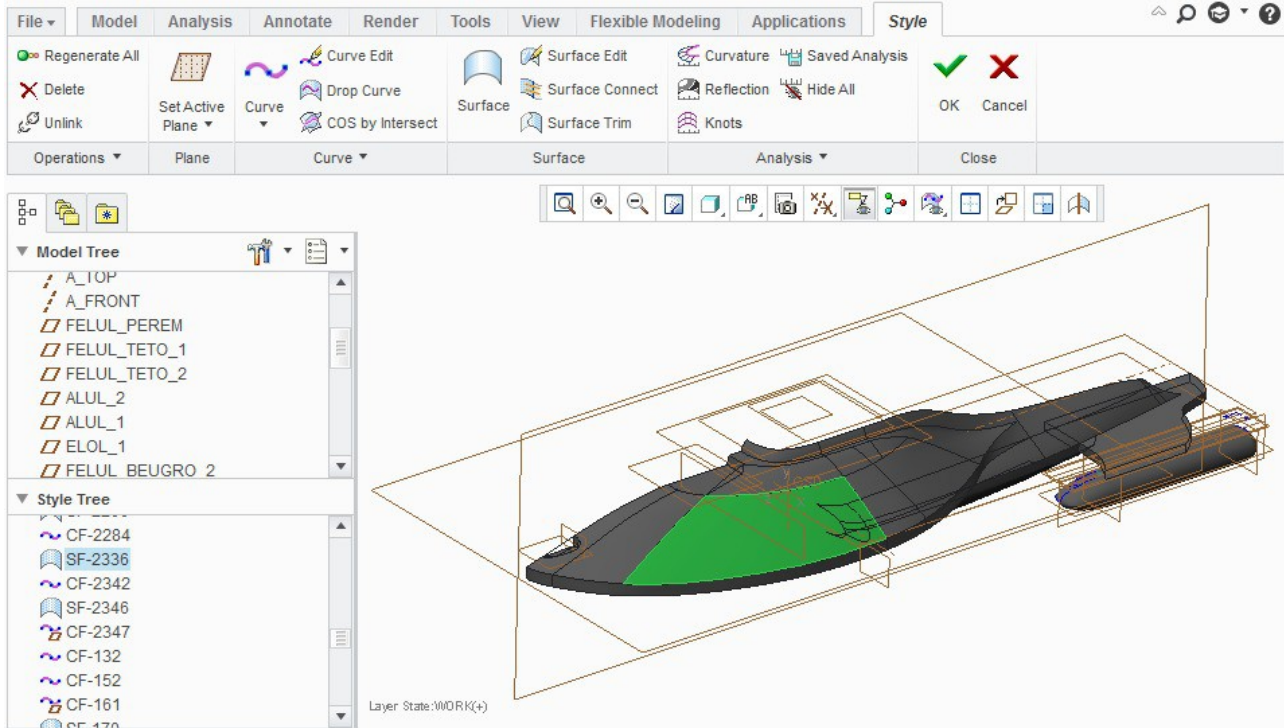 File Model Analysis Annotate Render Tools View Flexible Modeling Applications Style
Regenerate All
Delete
Unlink
Set Active
Plane
Curve
Curve Edit
Drop Curve
COS by Intersect
Surface
Surface Edit
Surface Connect
Surface Trim
Curvature
Reflection
Knots
Saved Analysis
Hide All
OK
Cancel
Operations Plane Curve Surface Analysis Close
Model Tree
A_TOP
A_FRONT
FELUL_PEREM
FELUL_TETO_1
FELUL_TETO_2
ALUL_2
ALUL_1
ELOL_1
FELUL_BEUGRO_2
Style Tree
CF-2284
SF-2336
CF-2342
SF-2346
CF-2347
CF-132
CF-152
CF-161
SF-170
Layer State:WORK(+)